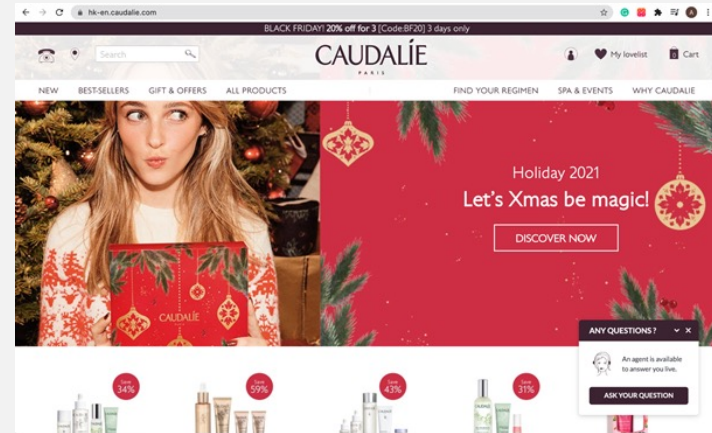 hk-en.caudalie.com
BLACK FRIDAY! 20% off for 3 [Code:BF20] 3 days only
Search
CAUDALÍE
PARIS
My lovelist
Cart
NEW BEST-SELLERS GIFT & OFFERS ALL PRODUCTS FIND YOUR REGIMEN SPA & EVENTS WHY CAUDALIE
Holiday 2021
Let's Xmas be magic!
DISCOVER NOW
CAUDALÍE
ANY QUESTIONS?
An agent is available
to answer you live.
ASK YOUR QUESTION
Save
34%
Save
59%
Save
43%
Save
31%